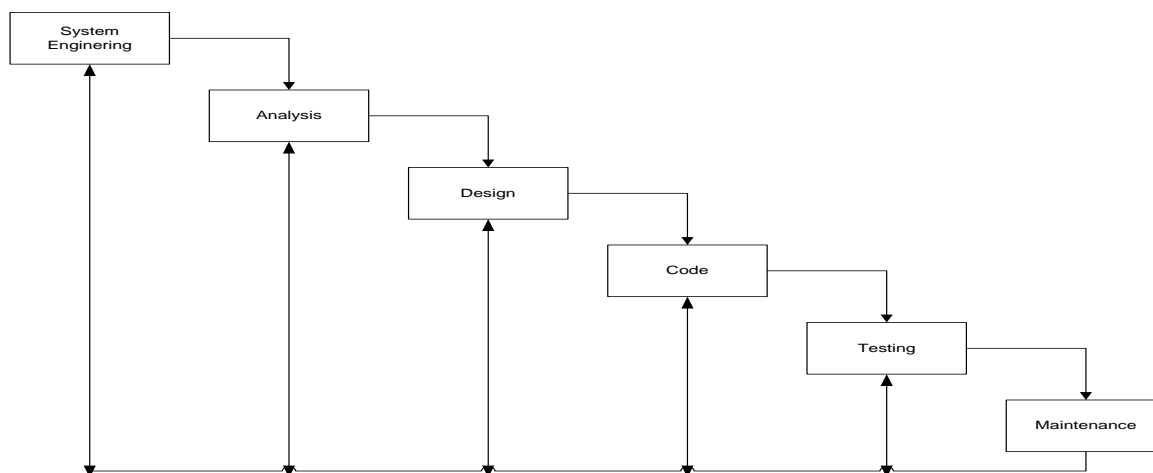 System
Enginering
Analysis
Design
Code
Testing
Maintenance